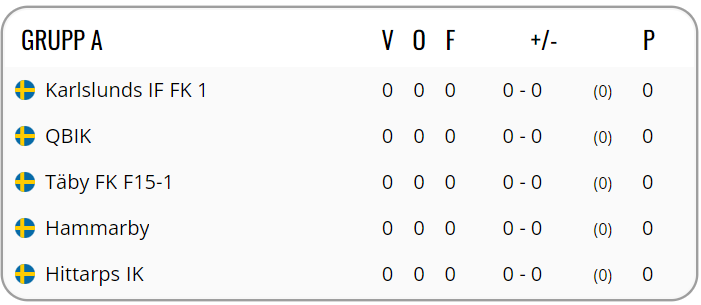 GRUPP A V O F +/- P
Karlslunds IF FK 1 0 0 0 0 - 0 (0) 0
QBIK 0 0 0 0 - 0 (0) 0
Täby FK F15-1 0 0 0 0 - 0 (0) 0
Hammarby 0 0 0 0 - 0 (0) 0
Hittarps IK 0 0 0 0 - 0 (0) 0